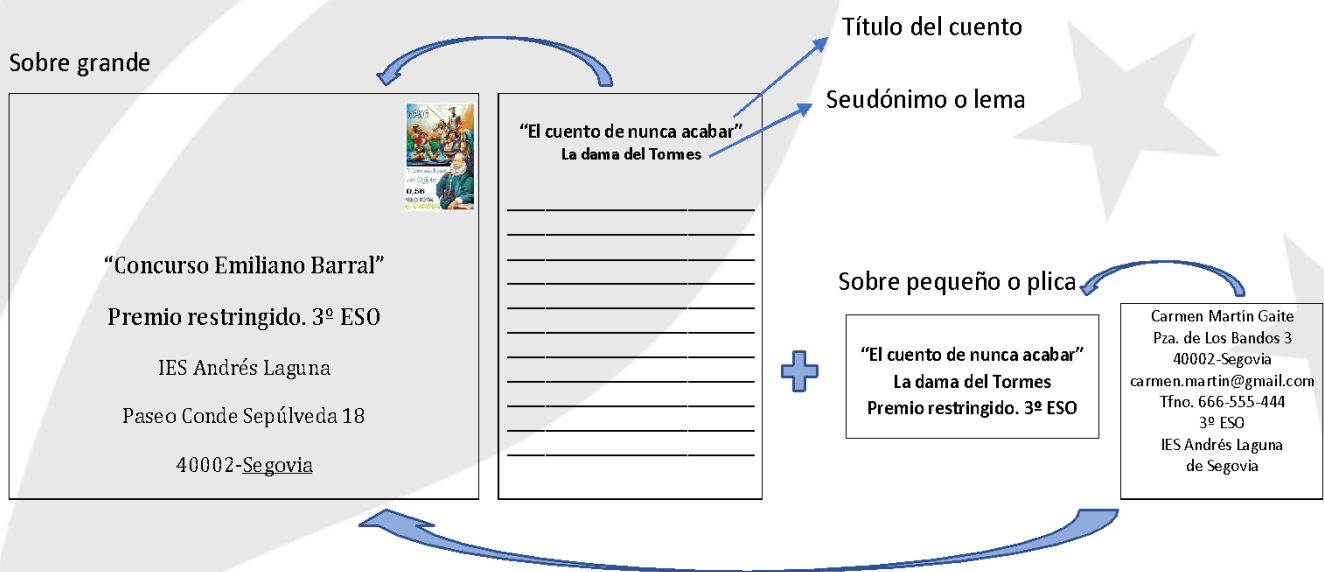 Sobre grande
Título del cuento
Seudónimo o lema
“El cuento de nunca acabar”
La dama del Tormes
0,56
ESPAÑA
“Concurso Emiliano Barral”
Premio restringido. 3º ESO
IES Andrés Laguna
Paseo Conde Sepúlveda 18
40002-Segovia
Sobre pequeño o plica
“El cuento de nunca acabar”
La dama del Tormes
Premio restringido. 3º ESO
Carmen Martín Gaite
Pza. de Los Bandos 3
40002-Segovia
carmen.martin@gmail.com
Tfno. 666-555-444
3º ESO
IES Andrés Laguna
de Segovia